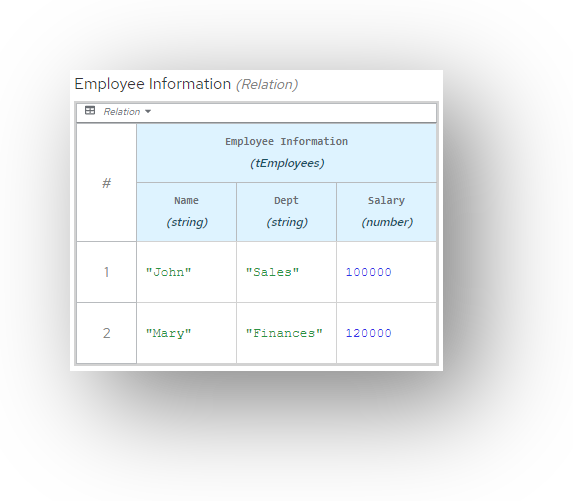 Employee Information (Relation)
Relation
Employee Information
(tEmployees)
#
Name Dept Salary
(string) (string) (number)
1 "John" "Sales" 100000
2 "Mary" "Finances" 120000